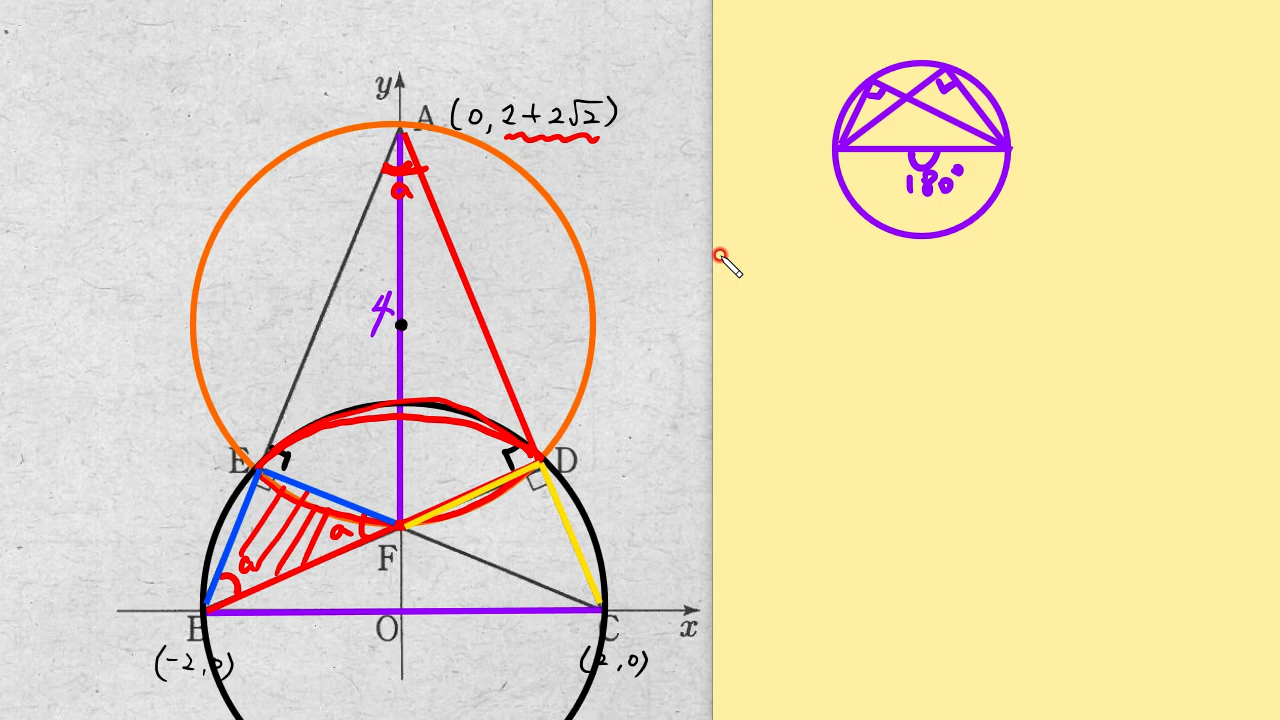 y
A (0, 2+2√2)
a
4
E
D
a
a
F
B
O
C
x
(-2,0)
(2,0)
180°